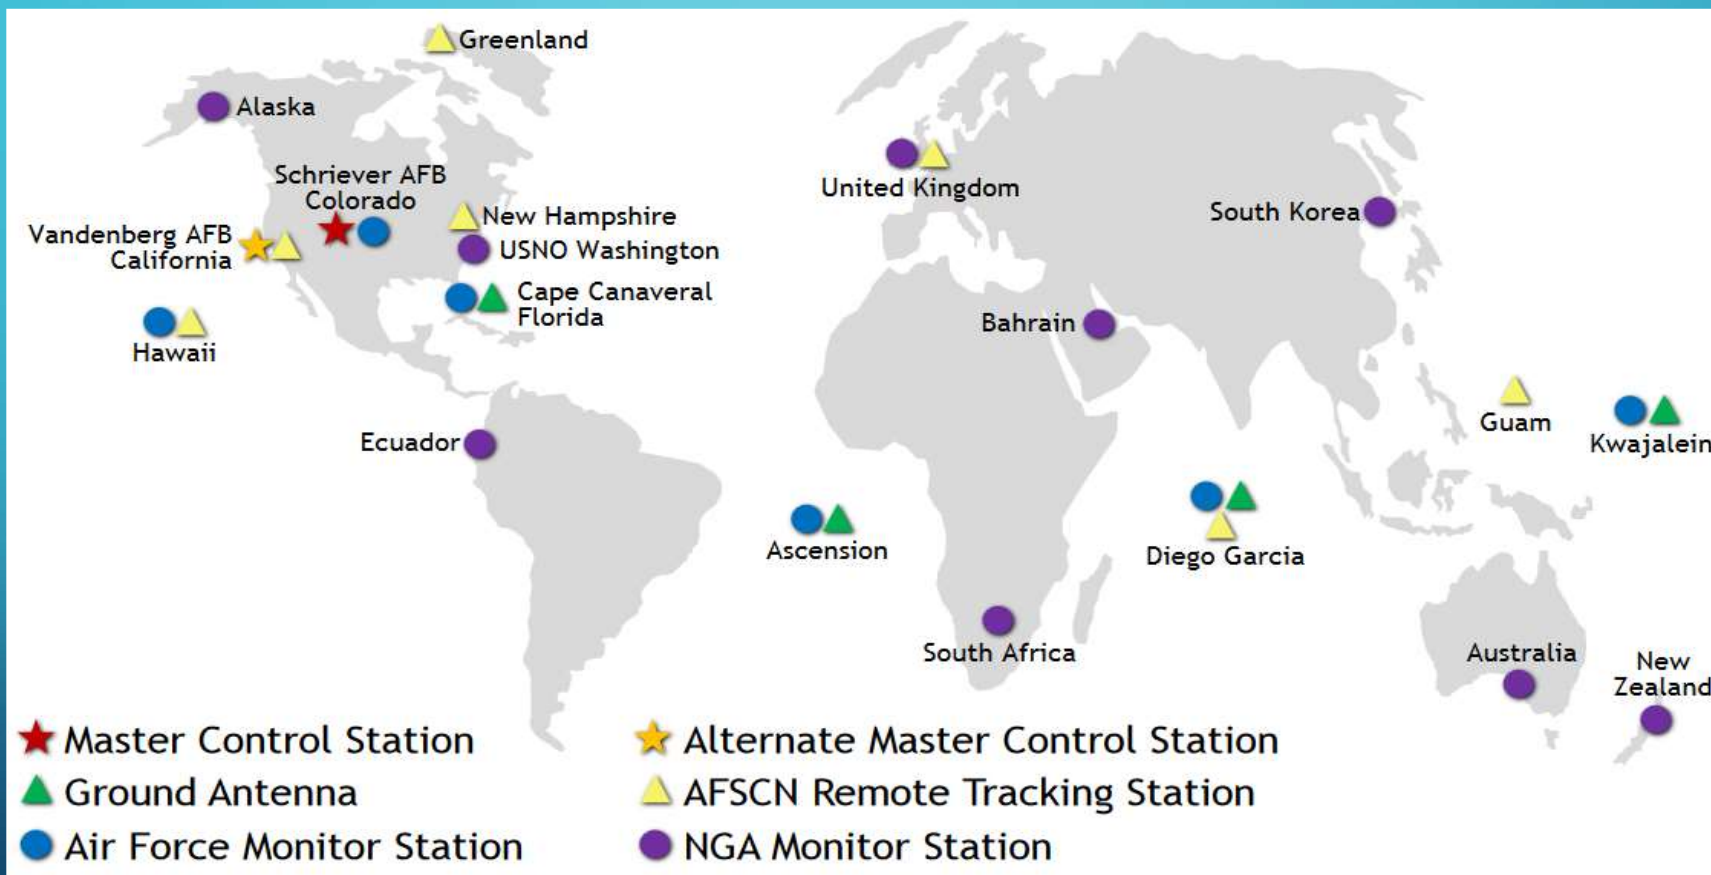 Greenland
Alaska
Schriever AFB
Colorado
Vandenberg AFB
California
New Hampshire
USNO Washington
Cape Canaveral
Florida
Hawaii
Ecuador
United Kingdom
South Korea
Bahrain
Guam
Kwajalein
Ascension
Diego Garcia
South Africa
Australia
New
Zealand
Master Control Station
Alternate Master Control Station
Ground Antenna
AFSCN Remote Tracking Station
Air Force Monitor Station
NGA Monitor Station